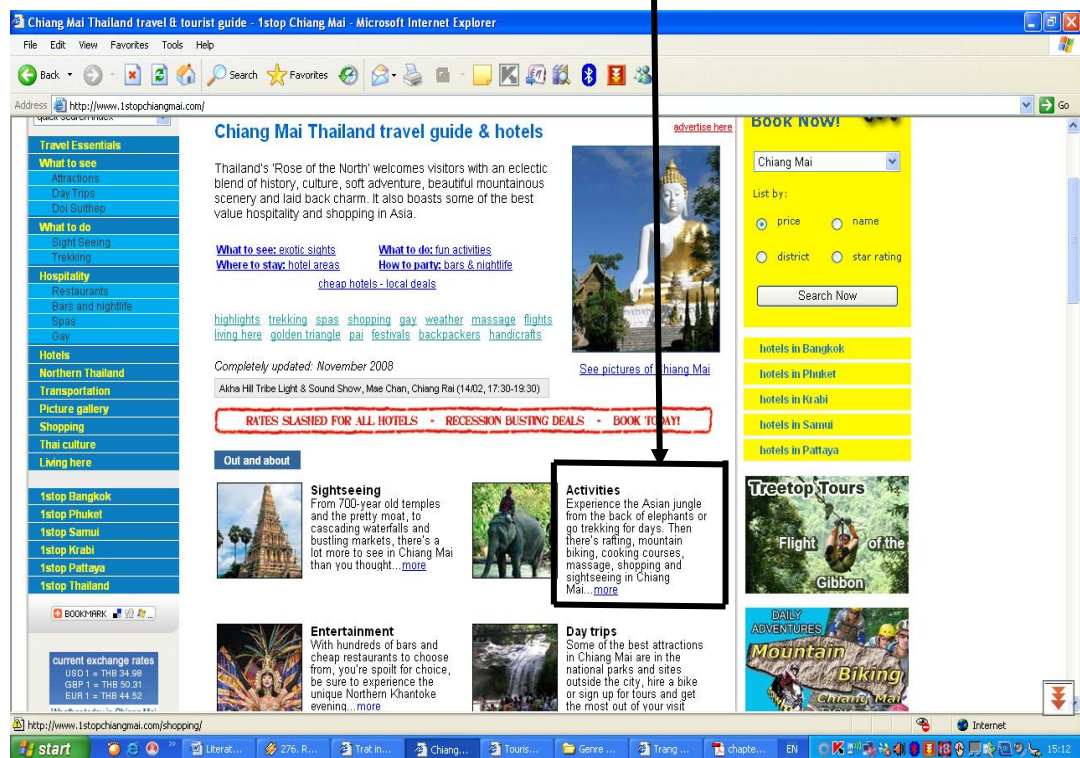 Chiang Mai Thailand travel & tourist guide - 1stop Chiang Mai - Microsoft Internet Explorer
File Edit View Favorites Tools Help
Back Search Favorites
Address http://www.1stopchiangmai.com/ Go
quick search index
Travel Essentials
What to see
Attractions
Day Trips
Doi Suithep
What to do
Sight Seeing
Trekking
Hospitality
Restaurants
Bars and nightlife
Spas
Gay
Hotels
Northern Thailand
Transportation
Picture gallery
Shopping
Thai culture
Living here
1stop Bangkok
1stop Phuket
1stop Samui
1stop Krabi
1stop Pattaya
1stop Thailand
BOOKMARK
current exchange rates
USD 1 = THB 34.98
GBP 1 = THB 50.31
EUR 1 = THB 44.52
Chiang Mai Thailand travel guide & hotels
advertise here
Thailand's 'Rose of the North' welcomes visitors with an eclectic
blend of history, culture, soft adventure, beautiful mountainous
scenery and laid back charm. It also boasts some of the best
value hospitality and shopping in Asia.
What to see: exotic sights What to do: fun activities
Where to stay: hotel areas How to party: bars & nightlife
cheap hotels - local deals
highlights trekking spas shopping gay weather massage flights
living here golden triangle pai festivals backpackers handicrafts
Completely updated: November 2008
See pictures of Chiang Mai
Akha Hill Tribe Light & Sound Show, Mae Chan, Chiang Rai (14/02, 17:30-19:30)
RATES SLASHED FOR ALL HOTELS - RECESSION BUSTING DEALS - BOOK TODAY!
Out and about
Sightseeing
From 700-year old temples
and the pretty moat, to
cascading waterfalls and
bustling markets, there's a
lot more to see in Chiang Mai
than you thought...more
Activities
Experience the Asian jungle
from the back of elephants or
go trekking for days. Then
there's rafting, mountain
biking, cooking courses,
massage, shopping and
sightseeing in Chiang
Mai...more
Entertainment
With hundreds of bars and
cheap restaurants to choose
from, you're spoilt for choice,
be sure to experience the
unique Northern Khantoke
evening...more
Day trips
Some of the best attractions
in Chiang Mai are in the
national parks and sites
outside the city, hire a bike
or sign up for tours and get
the most out of your visit
Book Now!
Chiang Mai
List by:
price name
district star rating
Search Now
hotels in Bangkok
hotels in Phuket
hotels in Krabi
hotels in Samui
hotels in Pattaya
Treetop Tours
Flight of the
Gibbon
DAILY
ADVENTURES
Mountain
Biking
Chiang Mai
http://www.1stopchiangmai.com/shopping/ Internet
start Literat... 276. R... Trat in... Chiang... Touris... Genre ... Trang ... chapte... EN 15:12